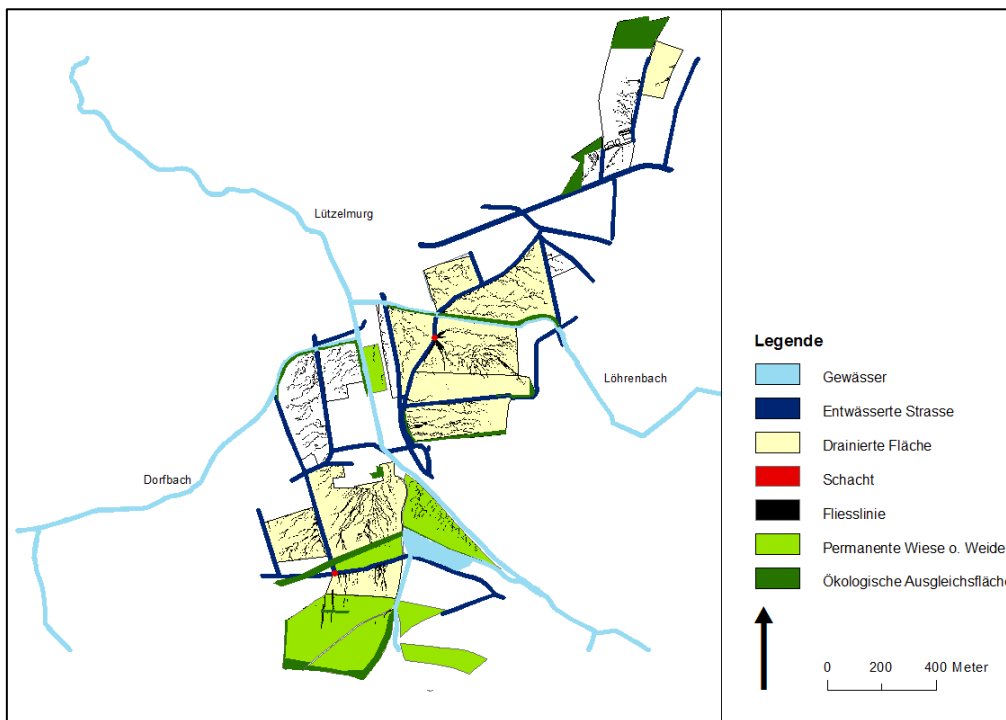 Lützelmurg
Löhrenbach
Dorfbach
Legende
Gewässer
Entwässerte Strasse
Drainierte Fläche
Schacht
Fliesslinie
Permanente Wiese o. Weide
Ökologische Ausgleichsfläche
0 200 400 Meter